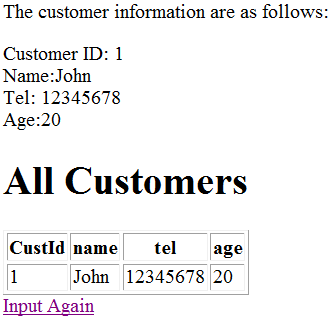 The customer information are as follows:
Customer ID: 1
Name:John
Tel: 12345678
Age:20
All Customers
CustId name tel age
1 John 12345678 20
Input Again